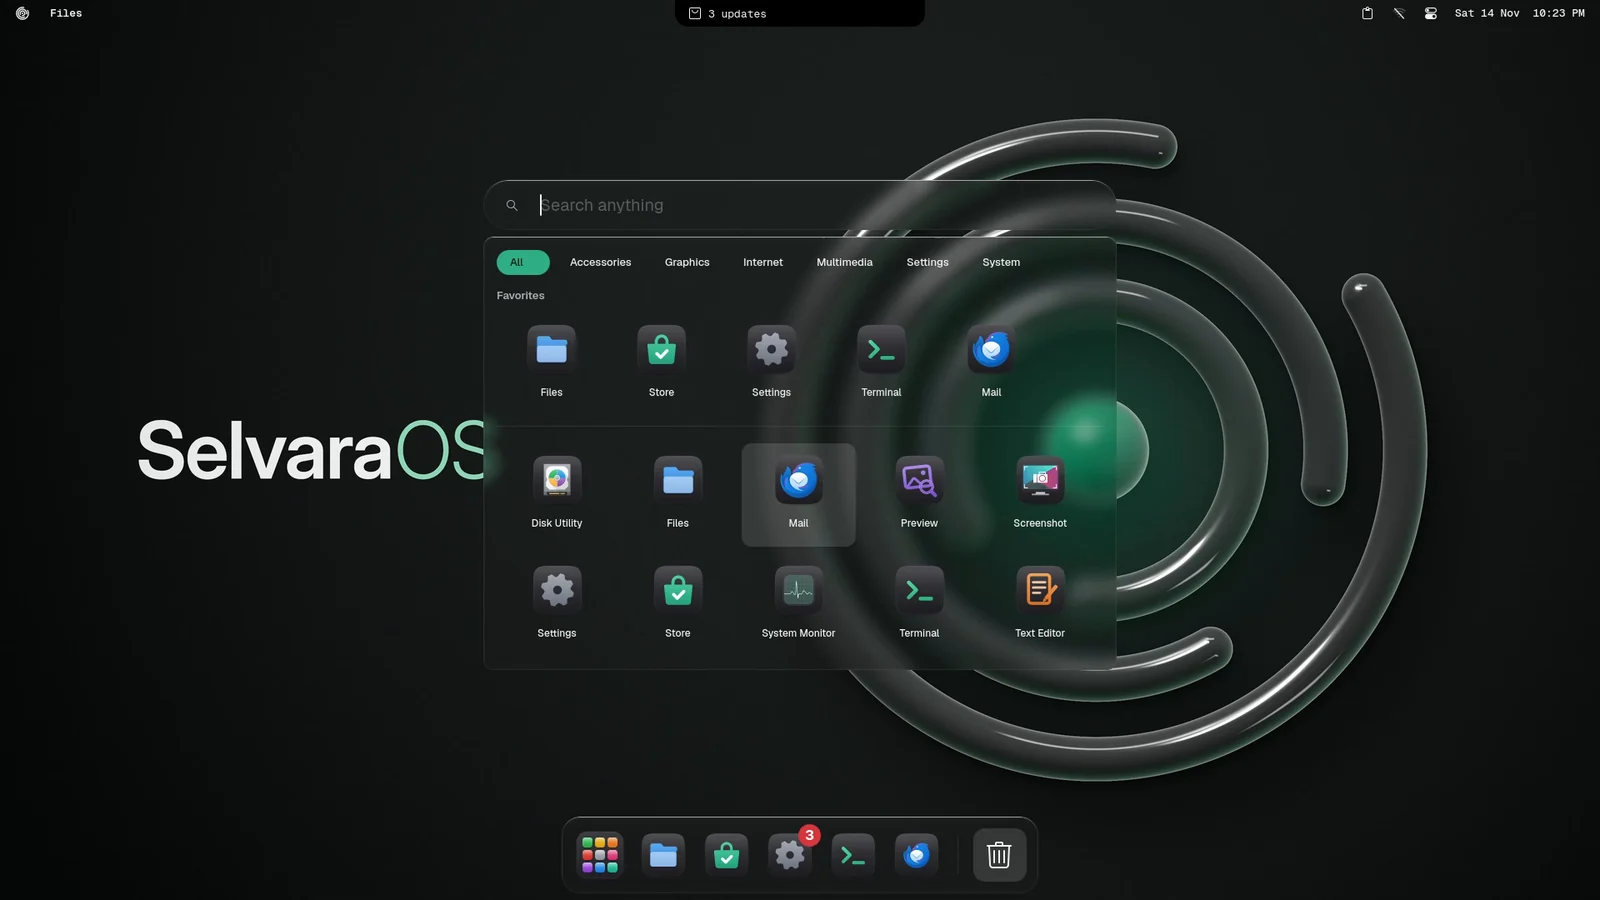 Files
3 updates
Sat 14 Nov 10:23 PM
Search anything
All Accessories Graphics Internet Multimedia Settings System
Favorites
Files Store Settings Terminal Mail
SelvaraOS
Disk Utility Files Mail Preview Screenshot
Settings Store System Monitor Terminal Text Editor
3